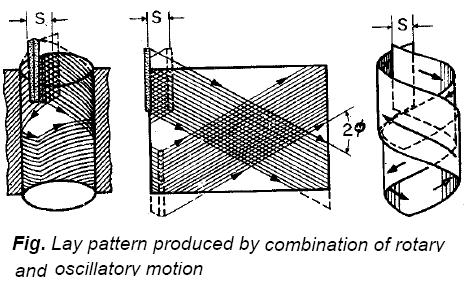 S
S
S
2φ
Fig. Lay pattern produced by combination of rotary
and oscillatory motion